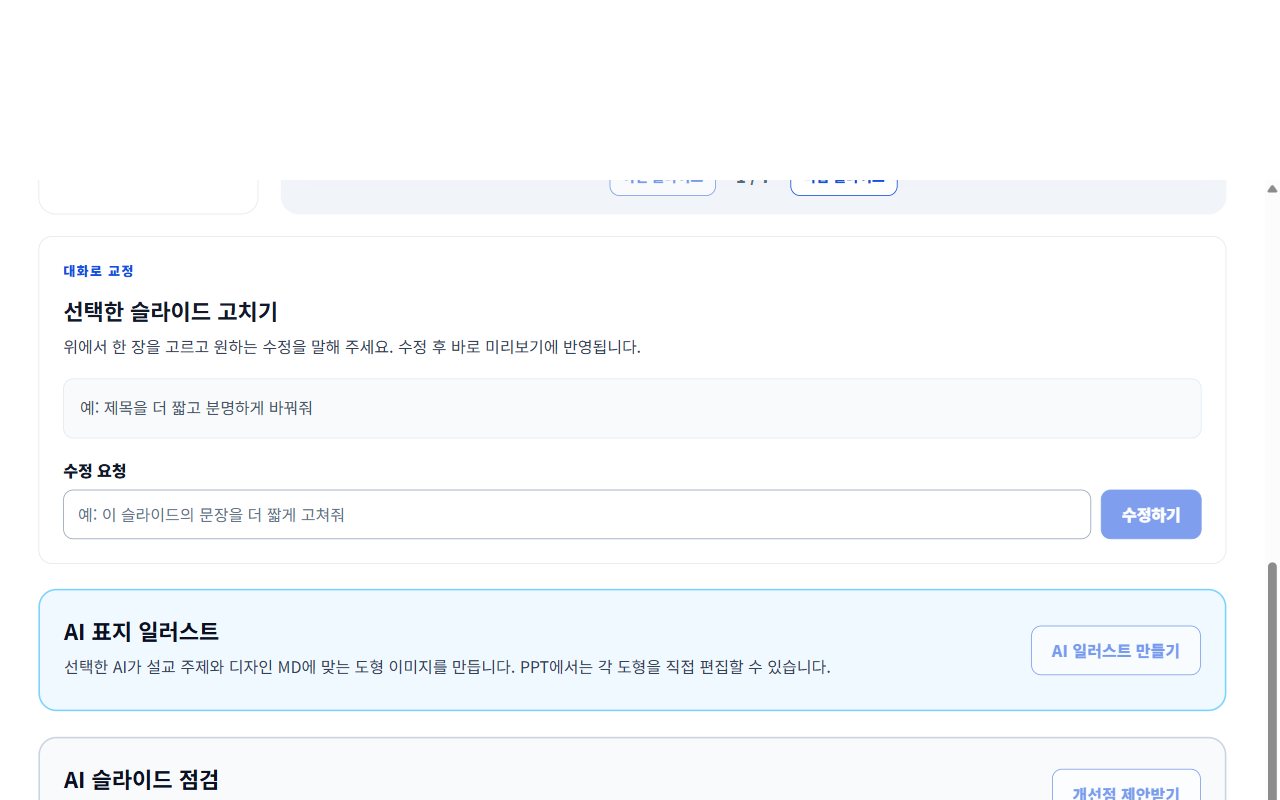 대화로 교정
선택한 슬라이드 고치기
위에서 한 장을 고르고 원하는 수정을 말해 주세요. 수정 후 바로 미리보기에 반영됩니다.
예: 제목을 더 짧고 분명하게 바꿔줘
수정 요청
예: 이 슬라이드의 문장을 더 짧게 고쳐줘
수정하기
AI 표지 일러스트
선택한 AI가 설교 주제와 디자인 MD에 맞는 도형 이미지를 만듭니다. PPT에서는 각 도형을 직접 편집할 수 있습니다.
AI 일러스트 만들기
AI 슬라이드 점검
개선점 제안받기